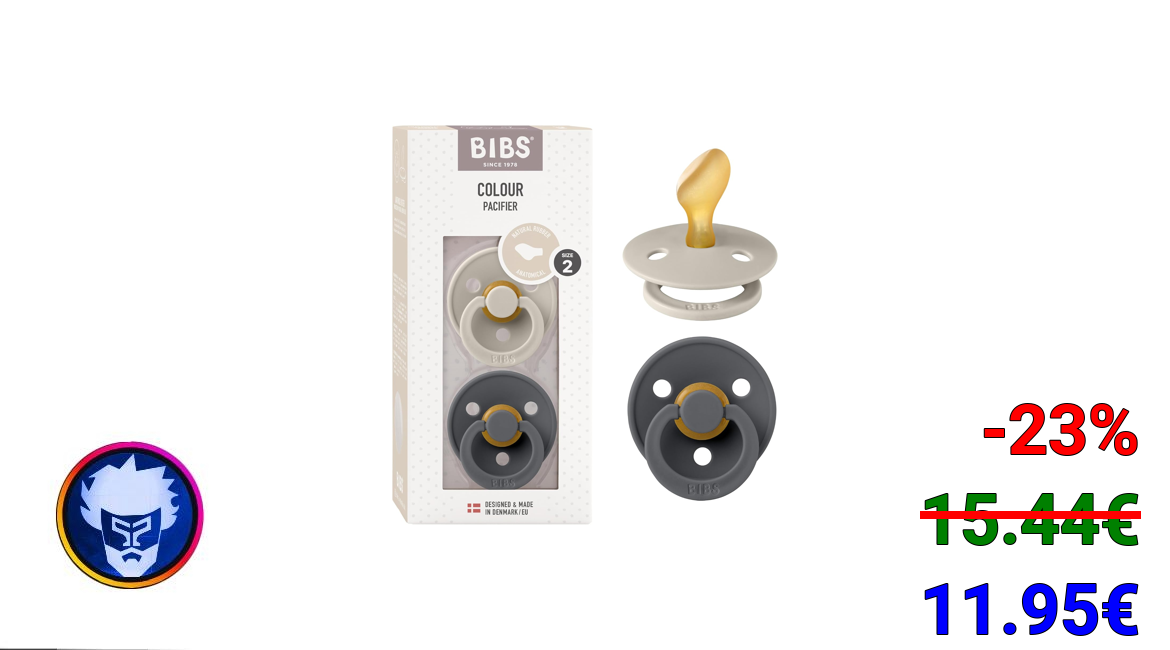 BIBS®
SINCE 1978
COLOUR
PACIFIER
NATURAL RUBBER
ANATOMICAL
SIZE
2
BIBS
BIBS
DESIGNED & MADE
IN DENMARK/EU
BIBS
BIBS
-23%
15.44€
11.95€